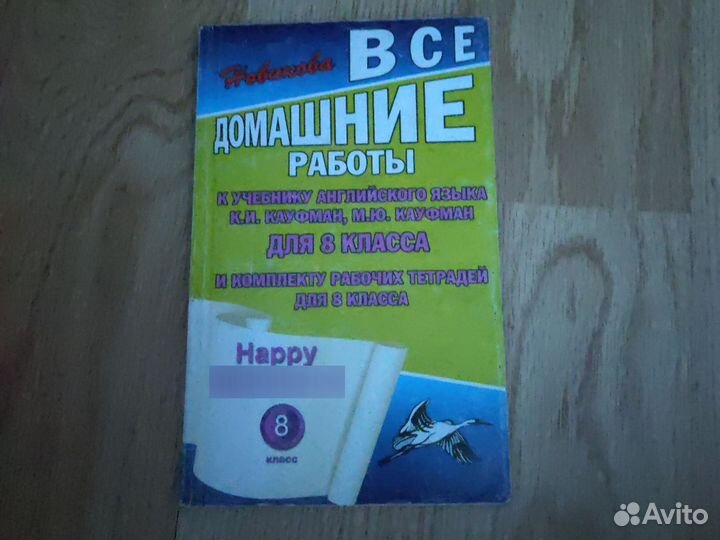 Новикова
ВСЕ
ДОМАШНИЕ
РАБОТЫ
К УЧЕБНИКУ АНГЛИЙСКОГО ЯЗЫКА
К.И. КАУФМАН, М.Ю. КАУФМАН
ДЛЯ 8 КЛАССА
И КОМПЛЕКТУ РАБОЧИХ ТЕТРАДЕЙ
ДЛЯ 8 КЛАССА
Happy
8
класс
Avito